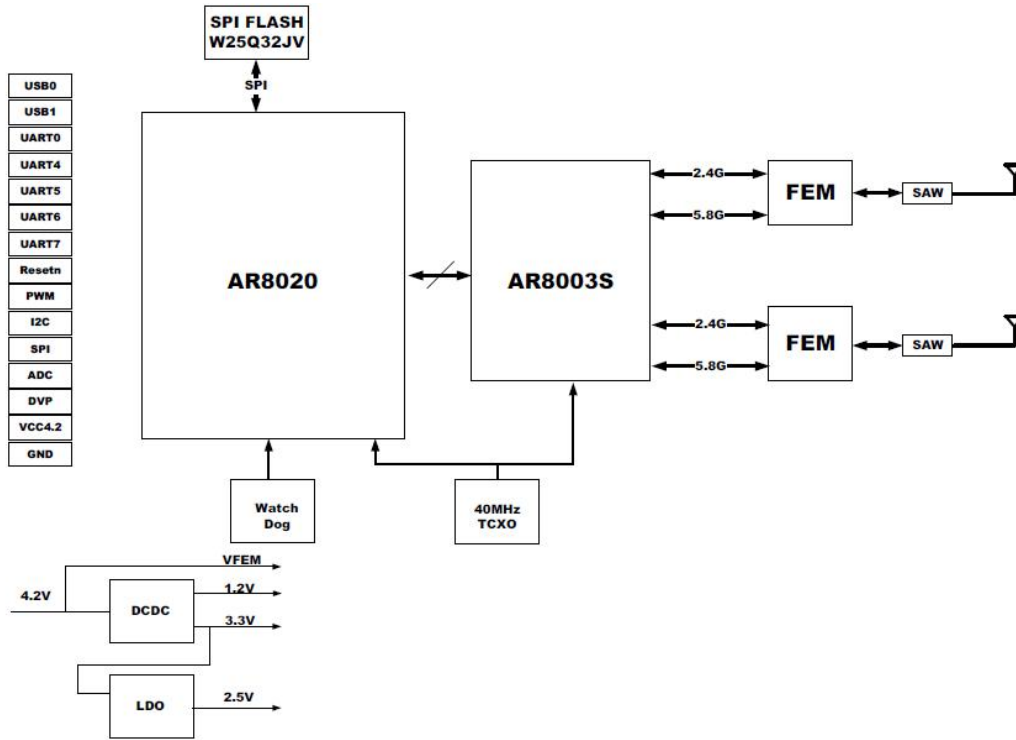 SPI FLASH
W25Q32JV
SPI
USB0
USB1
UART0
UART4
UART5
UART6
UART7
Resetn
PWM
I2C
SPI
ADC
DVP
VCC4.2
GND
AR8020
AR8003S
2.4G
5.8G
FEM
SAW
2.4G
5.8G
FEM
SAW
Watch
Dog
40MHz
TCXO
4.2V
VFEM
DCDC
1.2V
3.3V
LDO
2.5V